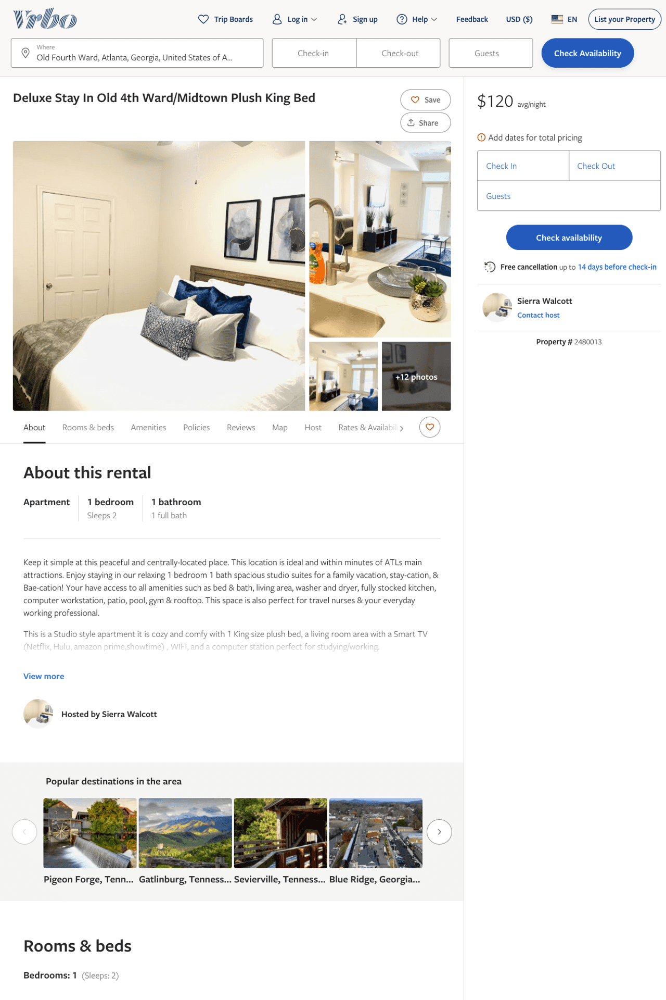 Vrbo
Trip Boards
Log in
Sign up
Help
Feedback
USD ($)
EN
List your Property
Where
Old Fourth Ward, Atlanta, Georgia, United States of A...
Check-in
Check-out
Guests
Check Availability
Deluxe Stay In Old 4th Ward/Midtown Plush King Bed
Save
Share
+12 photos
$120 avg/night
Add dates for total pricing
Check In
Check Out
Guests
Check availability
Free cancellation up to 14 days before check-in
Sierra Walcott
Contact host
Property # 2480013
About
Rooms & beds
Amenities
Policies
Reviews
Map
Host
Rates & Availabili
About this rental
Apartment
1 bedroom
Sleeps 2
1 bathroom
1 full bath
Keep it simple at this peaceful and centrally-located place. This location is ideal and within minutes of ATLs main
attractions. Enjoy staying in our relaxing 1 bedroom 1 bath spacious studio suites for a family vacation, stay-cation, &
Bae-cation! Your have access to all amenities such as bed & bath, living area, washer and dryer, fully stocked kitchen,
computer workstation, patio, pool, gym & rooftop. This space is also perfect for travel nurses & your everyday
working professional.
This is a Studio style apartment it is cozy and comfy with 1 King size plush bed, a living room area with a Smart TV
(Netflix, Hulu, amazon prime,showtime) , WIFI, and a computer station perfect for studying/working.
View more
Hosted by Sierra Walcott
Popular destinations in the area
Pigeon Forge, Tenn...
Gatlinburg, Tenness...
Sevierville, Tenness...
Blue Ridge, Georgia...
Rooms & beds
Bedrooms: 1 (Sleeps: 2)